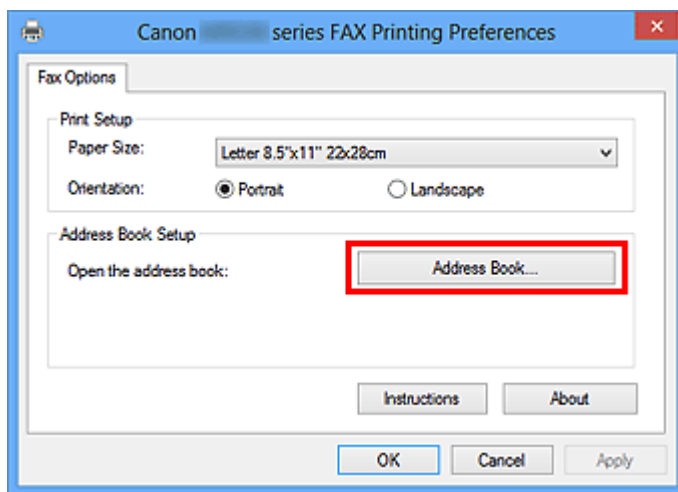 Canon series FAX Printing Preferences
Fax Options
Print Setup
Paper Size: Letter 8.5"x11" 22x28cm
Orientation: Portrait Landscape
Address Book Setup
Open the address book: Address Book...
Instructions About
OK Cancel Apply